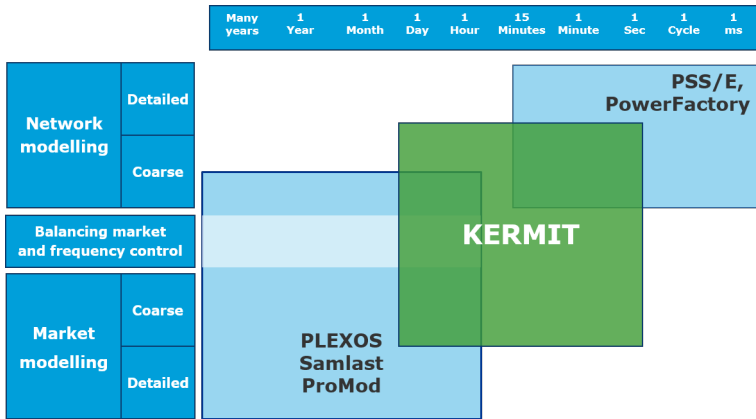 Many years
1 Year
1 Month
1 Day
1 Hour
15 Minutes
1 Minute
1 Sec
1 Cycle
1 ms
PSS/E,
PowerFactory
Network
modelling
Detailed
Coarse
Balancing market
and frequency control
KERMIT
Market
modelling
Coarse
Detailed
PLEXOS
Samlast
ProMod